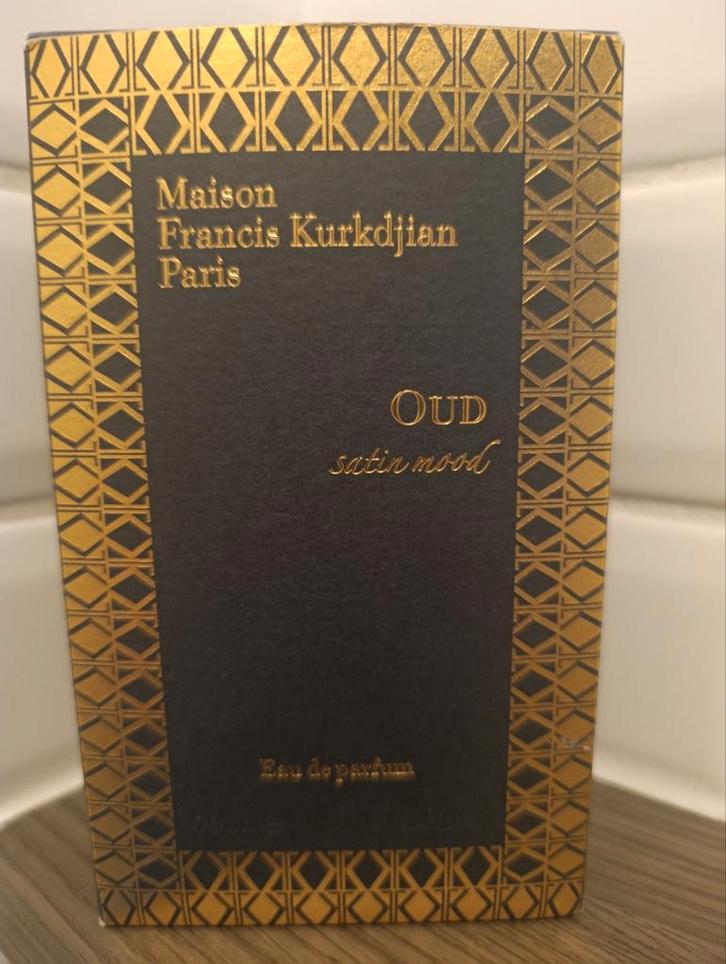 Maison
Francis Kurkdjian
Paris
OUD
satin mood
Eau de parfum